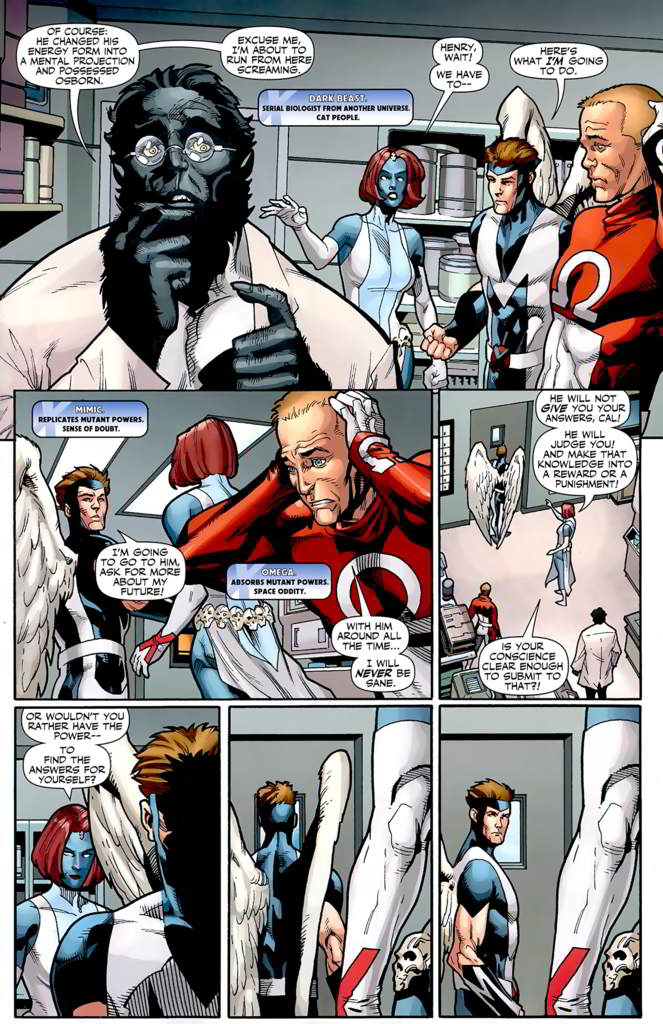 OF COURSE:
HE CHANGED HIS
ENERGY FORM INTO
A MENTAL PROJECTION
AND POSSESSED
OSBORN.
EXCUSE ME,
I'M ABOUT TO
RUN FROM HERE
SCREAMING.
DARK BEAST.
SERIAL BIOLOGIST FROM ANOTHER UNIVERSE.
CAT PEOPLE.
HENRY,
WAIT!
WE HAVE
TO--
HERE'S
WHAT I'M GOING
TO DO.
MIMIC.
REPLICATES MUTANT POWERS.
SENSE OF DOUBT.
I'M GOING
TO GO TO HIM,
ASK FOR MORE
ABOUT MY
FUTURE!
OMEGA.
ABSORBS MUTANT POWERS.
SPACE ODDITY.
WITH HIM
AROUND ALL
THE TIME...
I WILL
NEVER BE
SANE.
HE WILL NOT
GIVE YOU YOUR
ANSWERS, CAL!
HE WILL
JUDGE YOU!
AND MAKE THAT
KNOWLEDGE INTO
A REWARD OR A
PUNISHMENT!
IS YOUR
CONSCIENCE
CLEAR ENOUGH
TO SUBMIT TO
THAT?!
OR WOULDN'T YOU
RATHER HAVE THE
POWER--
TO
FIND THE
ANSWERS FOR
YOURSELF?